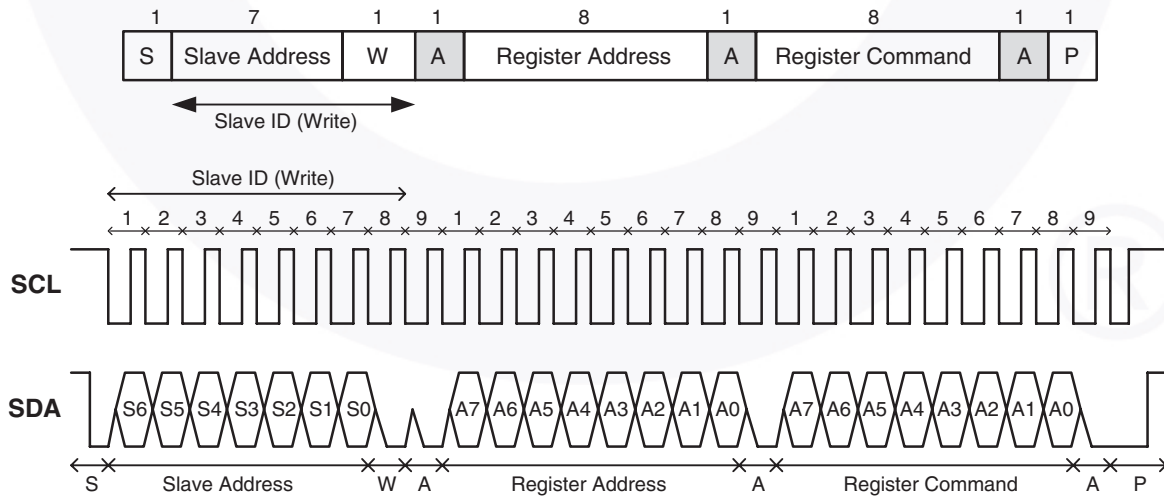 1 7 1 1 8 1 8 1 1
S Slave Address W A Register Address A Register Command A P
Slave ID (Write)
Slave ID (Write)
1 2 3 4 5 6 7 8 9 1 2 3 4 5 6 7 8 9 1 2 3 4 5 6 7 8 9
SCL
®
SDA S6 S5 S4 S3 S2 S1 S0 A7 A6 A5 A4 A3 A2 A1 A0 A7 A6 A5 A4 A3 A2 A1 A0
S Slave Address W A Register Address A Register Command A P